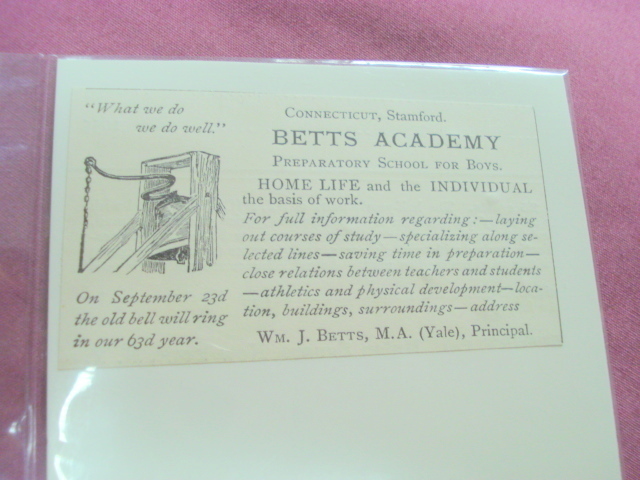 "What we do
we do well."
On September 23d
the old bell will ring
in our 63d year.
CONNECTICUT, Stamford.
BETTS ACADEMY
PREPARATORY SCHOOL FOR BOYS.
HOME LIFE and the INDIVIDUAL
the basis of work.
For full information regarding:—laying
out courses of study—specializing along se-
lected lines—saving time in preparation—
close relations between teachers and students
—athletics and physical development—loca-
tion, buildings, surroundings—address
WM. J. BETTS, M.A. (Yale), Principal.